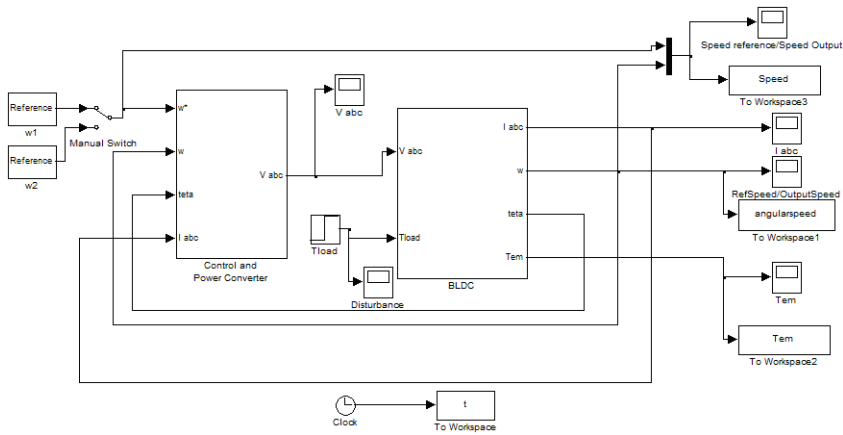 Speed reference/Speed Output
Speed
To Workspace3
Reference
w1
Manual Switch
Reference
w2
w*
w
teta
I abc
V abc
Control and
Power Converter
V abc
Tload
Disturbance
V abc
Tload
I abc
w
teta
Tem
BLDC
I abc
RefSpeed/OutputSpeed
angularspeed
To Workspace1
Tem
Tem
To Workspace2
Clock
t
To Workspace